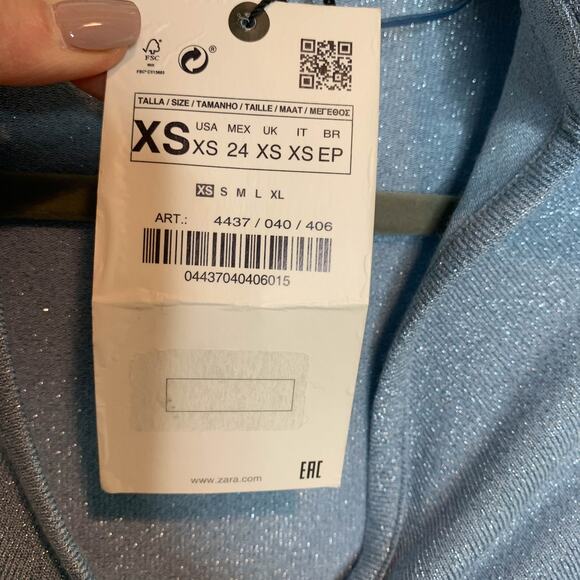 FSC
MIX
TALLA / SIZE / TAMANHO / TAILLE / MAAT / ΜΕΓΕΘΟΣ
XS USA XS MEX 24 UK XS IT XS BR EP
XS S M L XL
ART.: 4437 / 040 / 406
04437040406015
www.zara.com
EAC